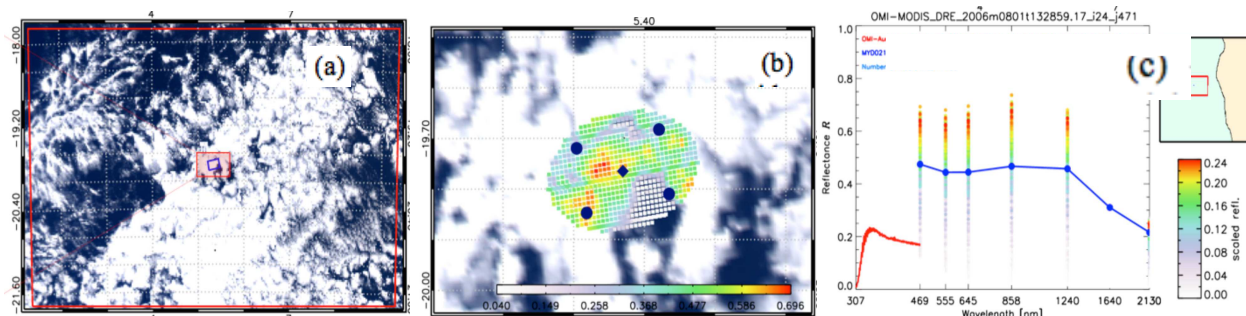 4 7
-18.00
-19.20
-20.40
-21.60
(a)
5.40
-19.70
-20.00
(b)
0.040 0.149 0.258 0.368 0.477 0.586 0.696
OMI-MODIS_DRE_2006m0801t132859.17_i24_j471
OMI-Au
MYD021
Number
(c)
Reflectance R
1.0
0.8
0.6
0.4
0.2
0.0
307 469 555 645 858 1240 1640 2130
Wavelength [nm]
0.24
0.20
0.16
0.12
0.08
0.04
0.00
scaled refl.